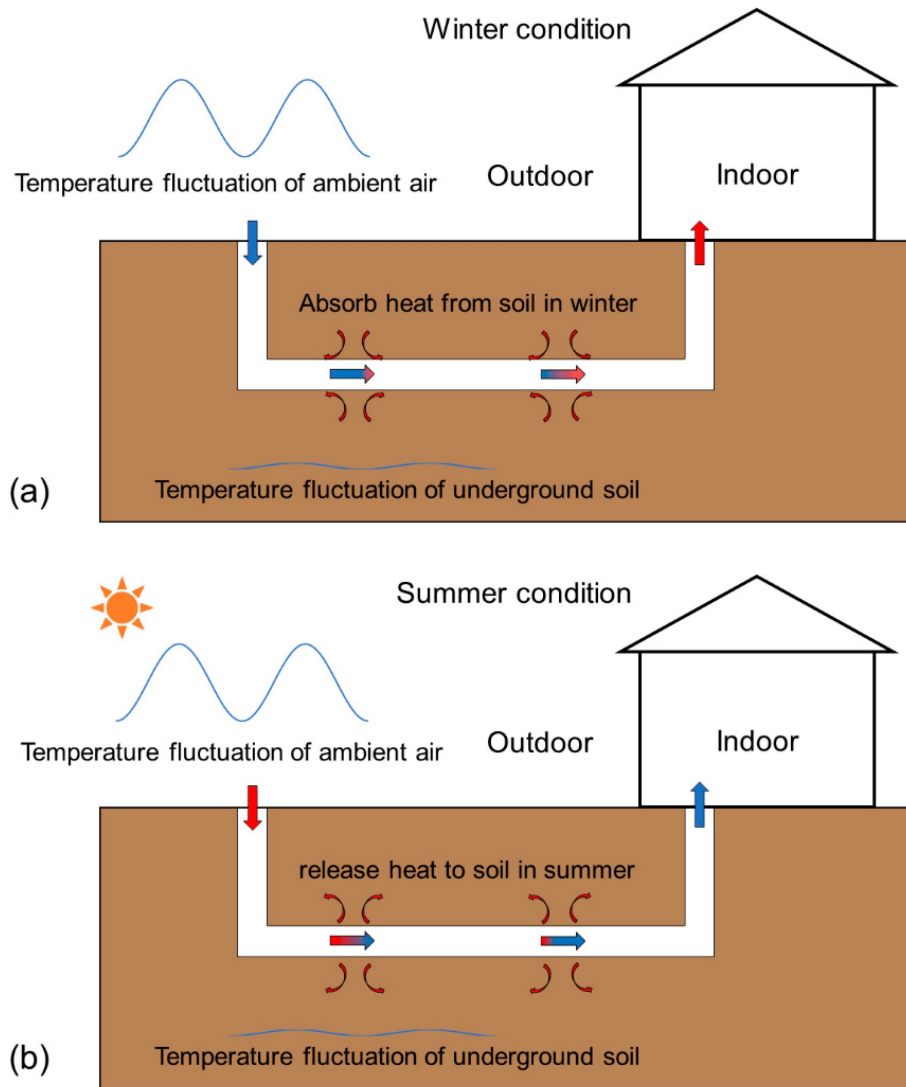 Winter condition
Temperature fluctuation of ambient air
Outdoor
Indoor
Absorb heat from soil in winter
Temperature fluctuation of underground soil
(a)
Summer condition
Temperature fluctuation of ambient air
Outdoor
Indoor
release heat to soil in summer
Temperature fluctuation of underground soil
(b)